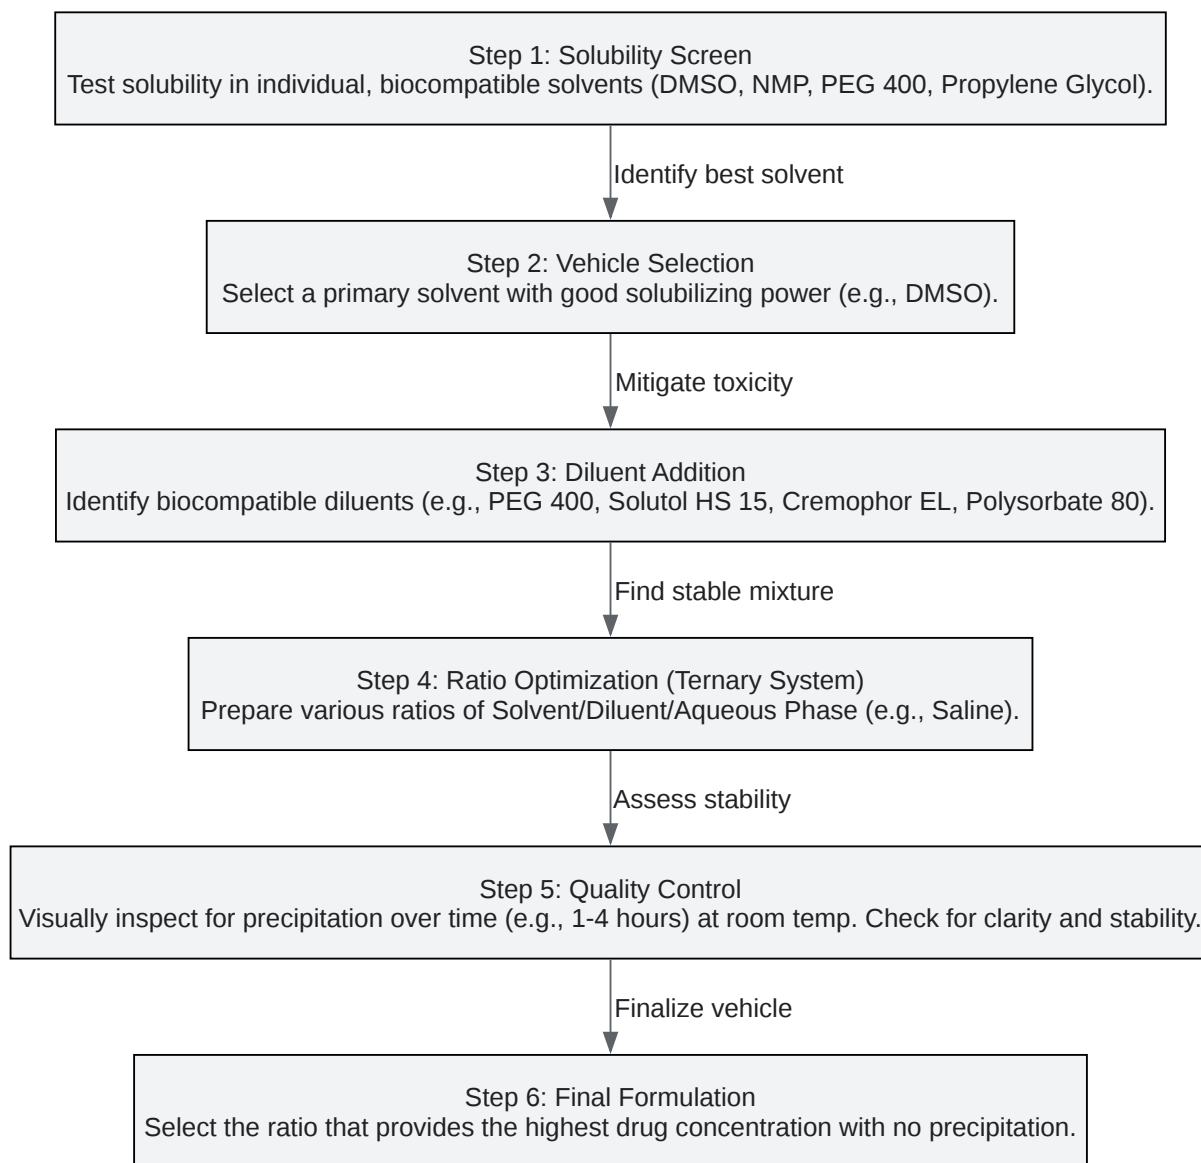 Step 1: Solubility Screen
Test solubility in individual, biocompatible solvents (DMSO, NMP, PEG 400, Propylene Glycol).
Identify best solvent
Step 2: Vehicle Selection
Select a primary solvent with good solubilizing power (e.g., DMSO).
Mitigate toxicity
Step 3: Diluent Addition
Identify biocompatible diluents (e.g., PEG 400, Solutol HS 15, Cremophor EL, Polysorbate 80).
Find stable mixture
Step 4: Ratio Optimization (Ternary System)
Prepare various ratios of Solvent/Diluent/Aqueous Phase (e.g., Saline).
Assess stability
Step 5: Quality Control
Visually inspect for precipitation over time (e.g., 1-4 hours) at room temp. Check for clarity and stability.
Finalize vehicle
Step 6: Final Formulation
Select the ratio that provides the highest drug concentration with no precipitation.